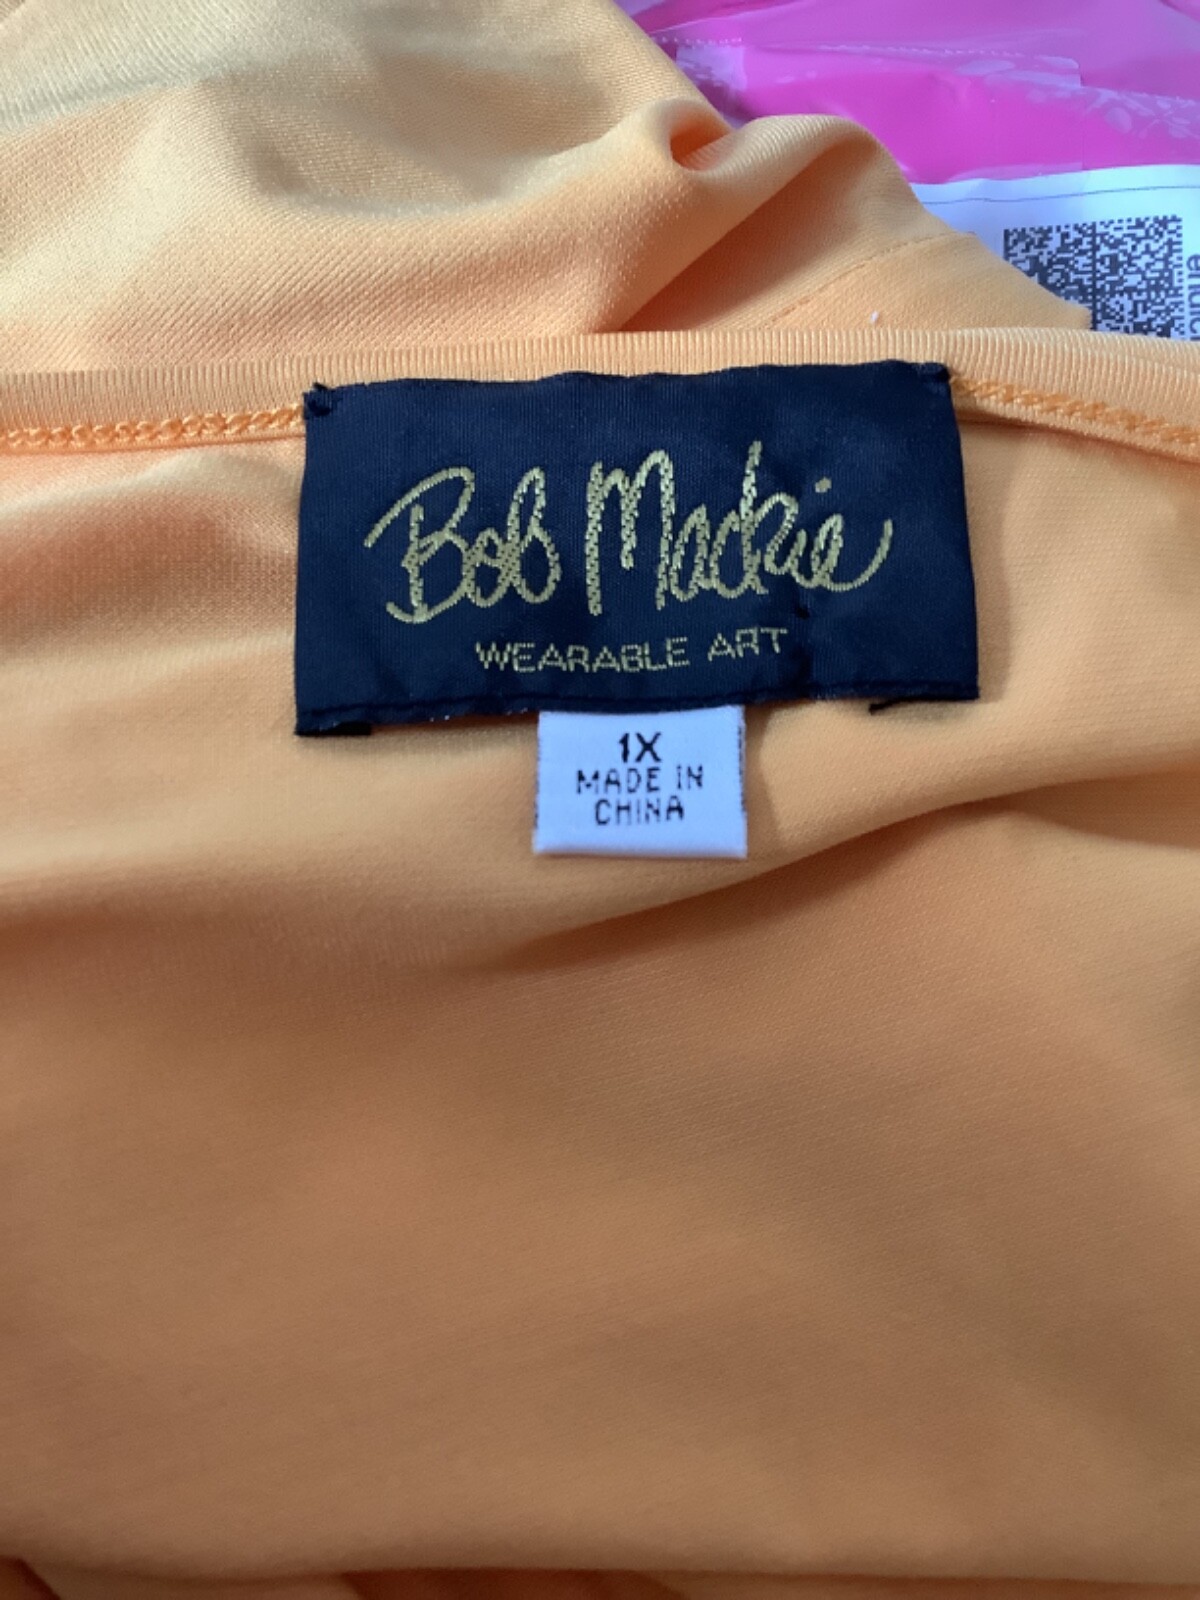 Bob Mackie
WEARABLE ART
1X
MADE IN
CHINA